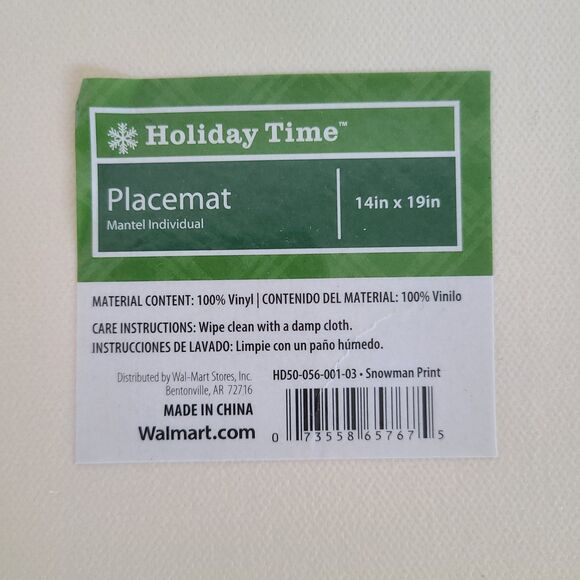 Holiday Time™
Placemat
Mantel Individual
14in x 19in
MATERIAL CONTENT: 100% Vinyl | CONTENIDO DEL MATERIAL: 100% Vinilo
CARE INSTRUCTIONS: Wipe clean with a damp cloth.
INSTRUCCIONES DE LAVADO: Limpie con un paño húmedo.
Distributed by Wal-Mart Stores, Inc.
Bentonville, AR 72716
MADE IN CHINA
Walmart.com
HD50-056-001-03 • Snowman Print
0 73558 65767 5